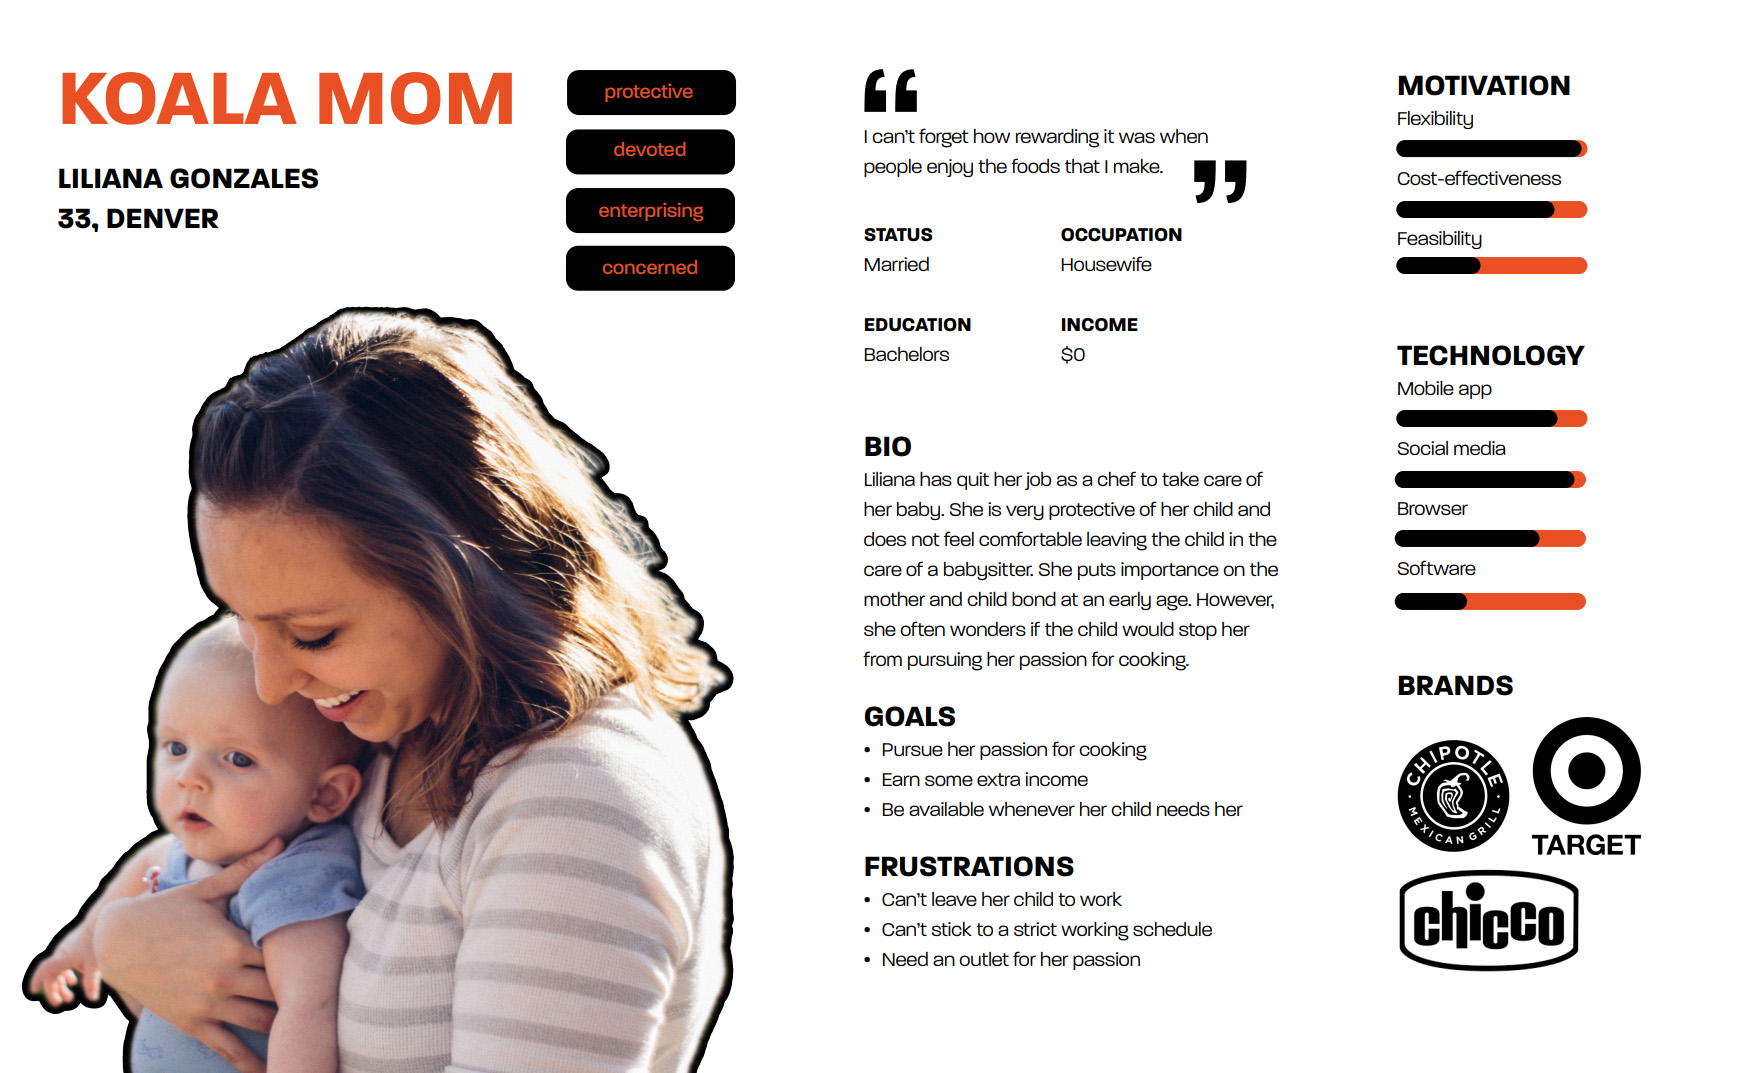 KOALA MOM
LILIANA GONZALES
33, DENVER
protective
devoted
enterprising
concerned
“
I can’t forget how rewarding it was when
people enjoy the foods that I make.
”
STATUS
Married
OCCUPATION
Housewife
EDUCATION
Bachelors
INCOME
$0
BIO
Liliana has quit her job as a chef to take care of
her baby. She is very protective of her child and
does not feel comfortable leaving the child in the
care of a babysitter. She puts importance on the
mother and child bond at an early age. However,
she often wonders if the child would stop her
from pursuing her passion for cooking.
GOALS
• Pursue her passion for cooking
• Earn some extra income
• Be available whenever her child needs her
FRUSTRATIONS
• Can’t leave her child to work
• Can’t stick to a strict working schedule
• Need an outlet for her passion
MOTIVATION
Flexibility
Cost-effectiveness
Feasibility
TECHNOLOGY
Mobile app
Social media
Browser
Software
BRANDS
CHIPOTLE
MEXICAN GRILL
TARGET
chicco